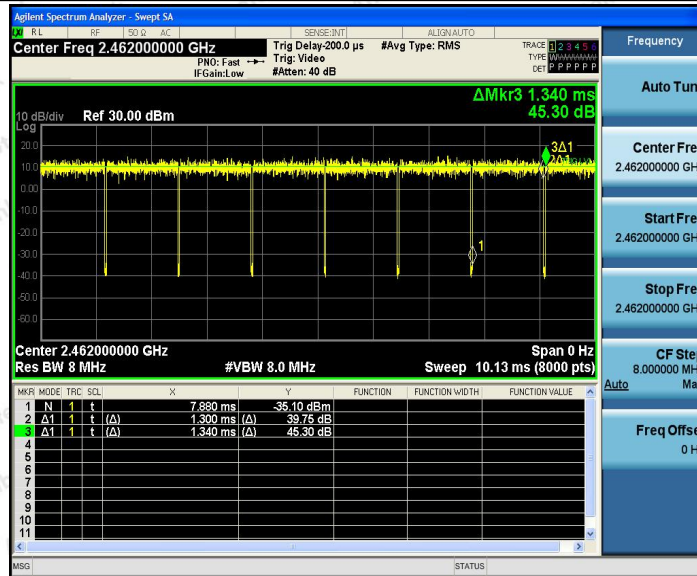 Agilent Spectrum Analyzer - Swept SA
RL RF 50 Ω AC SENSE:INT ALIGNAUTO
Center Freq 2.462000000 GHz
PNO: Fast
IFGain:Low
Trig Delay-200.0 µs
Trig: Video
#Atten: 40 dB
#Avg Type: RMS
TRACE 1 2 3 4 5 6
TYPE
DET P P P P P P
ΔMkr3 1.340 ms
45.30 dB
10 dB/div Ref 30.00 dBm
Log
20.0
10.0
0.00
-10.0
-20.0
-30.0
-40.0
-50.0
-60.0
3Δ1
2Δ1
1
Center 2.462000000 GHz Span 0 Hz
Res BW 8 MHz #VBW 8.0 MHz Sweep 10.13 ms (8000 pts)
MKR MODE TRC SCL X Y FUNCTION FUNCTION WIDTH FUNCTION VALUE
1 N 1 t 7.880 ms -35.10 dBm
2 Δ1 1 t (Δ) 1.300 ms (Δ) 39.75 dB
3 Δ1 1 t (Δ) 1.340 ms (Δ) 45.30 dB
4
5
6
7
8
9
10
11
MSG STATUS
Frequency
Auto Tun
Center Fre
2.462000000 GH
Start Fre
2.462000000 GH
Stop Fre
2.462000000 GH
CF Ste
8.000000 MH
Auto Ma
Freq Offse
0 H